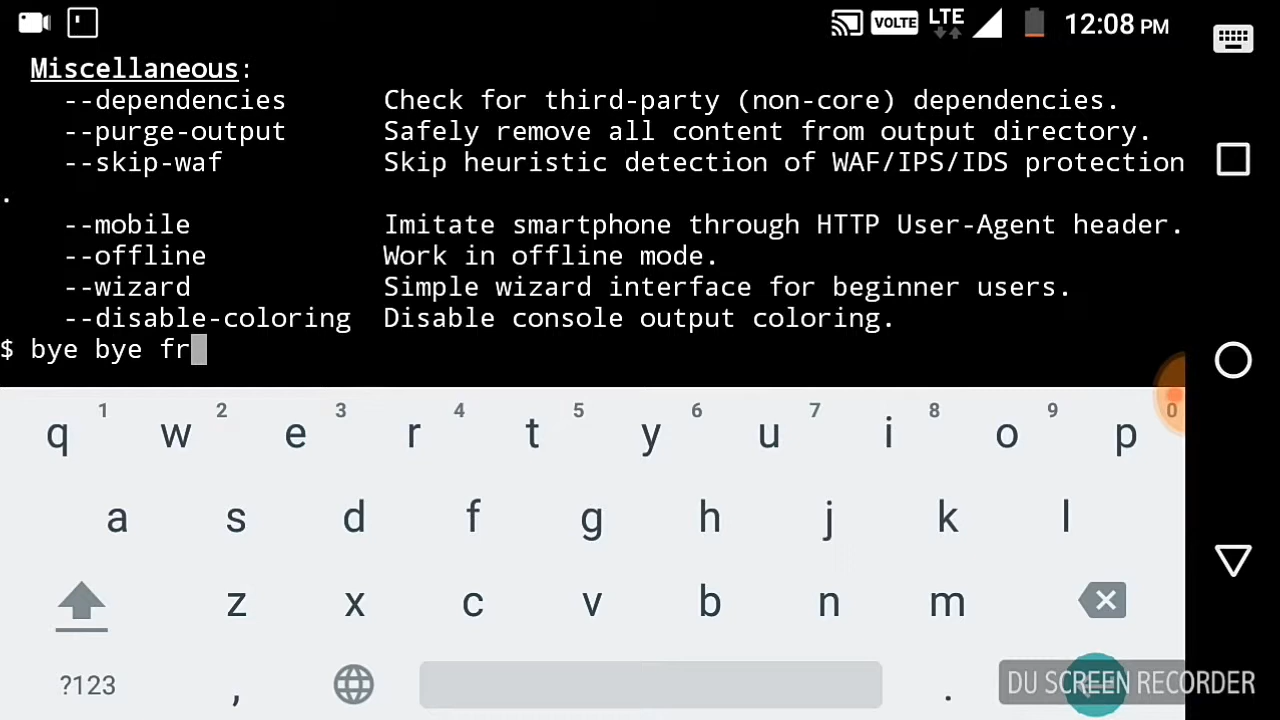 VOLTE LTE 12:08 PM
Miscellaneous:
--dependencies Check for third-party (non-core) dependencies.
--purge-output Safely remove all content from output directory.
--skip-waf Skip heuristic detection of WAF/IPS/IDS protection
.
--mobile Imitate smartphone through HTTP User-Agent header.
--offline Work in offline mode.
--wizard Simple wizard interface for beginner users.
--disable-coloring Disable console output coloring.
$ bye bye fr
1 2 3 4 5 6 7 8 9 0
q w e r t y u i o p
a s d f g h j k l
z x c v b n m
?123 , .
DU SCREEN RECORDER